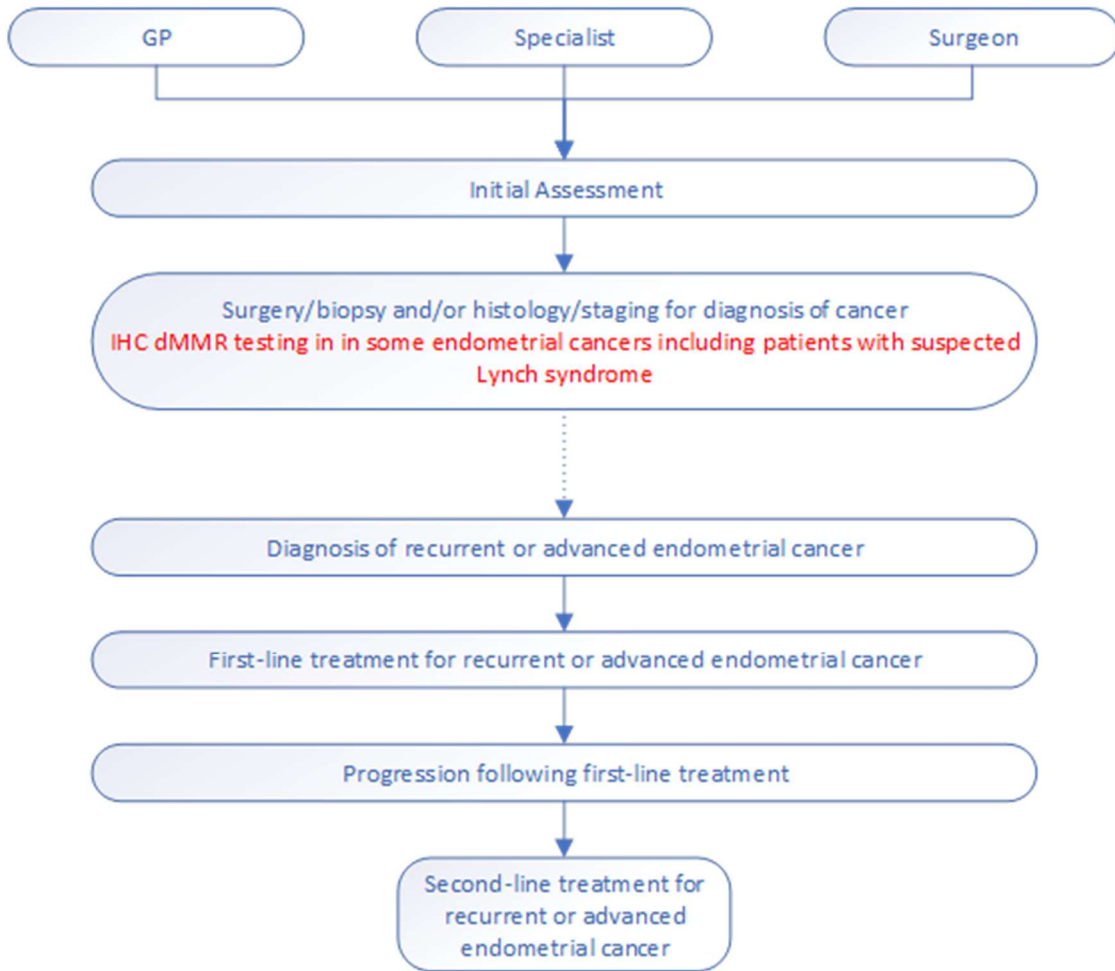 GP
Specialist
Surgeon
Initial Assessment
Surgery/biopsy and/or histology/staging for diagnosis of cancer
IHC dMMR testing in in some endometrial cancers including patients with suspected
Lynch syndrome
Diagnosis of recurrent or advanced endometrial cancer
First-line treatment for recurrent or advanced endometrial cancer
Progression following first-line treatment
Second-line treatment for
recurrent or advanced
endometrial cancer